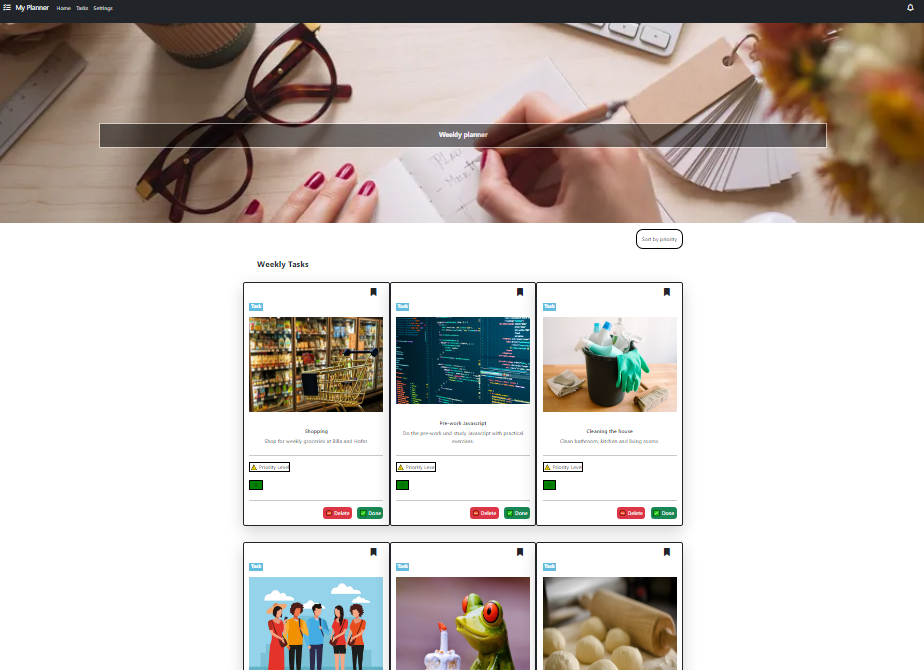 My Planner Home Tasks Settings
Weekly planner
Sort by priority
Weekly Tasks
Task
Task
Task
Shopping
Shop for weekly groceries at Billa and Hofer
Pre-work Javascript
Do the pre-work und study Javascript with practical
exercises
Cleaning the house
Clean bathroom, kitchen and living rooms
Priority Level
Priority Level
Priority Level
Delete
Done
Delete
Done
Delete
Done
Task
Task
Task